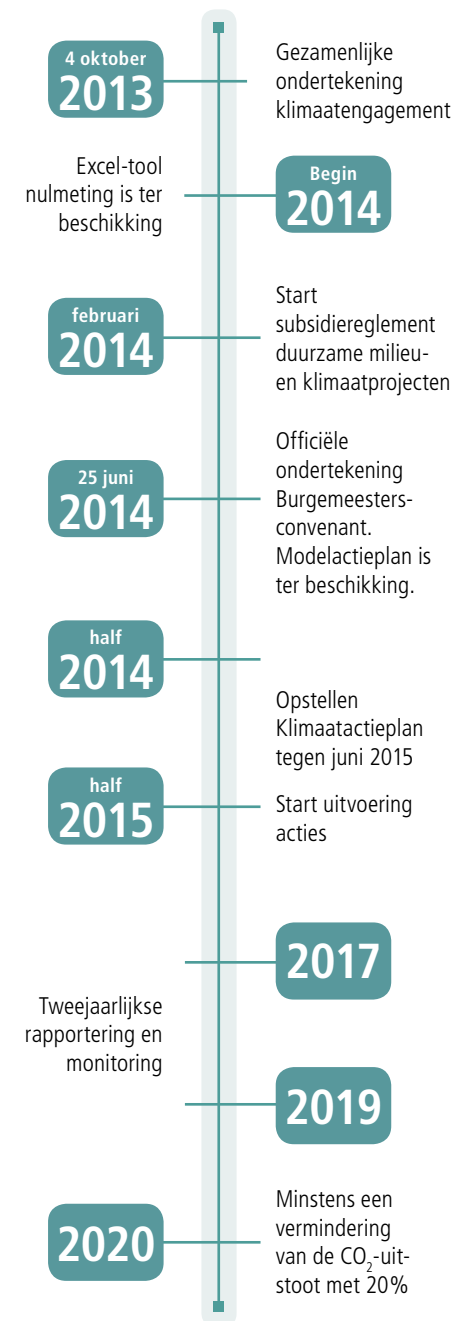 4 oktober
2013
Gezamenlijke
ondertekening
klimaatengagement
Excel-tool
nulmeting is ter
beschikking
Begin
2014
februari
2014
Start
subsidiereglement
duurzame milieu-
en klimaatprojecten
25 juni
2014
Officiële
ondertekening
Burgemeesters-
convenant.
Modelactieplan is
ter beschikking.
half
2014
Opstellen
Klimaatactieplan
tegen juni 2015
half
2015
Start uitvoering
acties
2017
Tweejaarlijkse
rapportering en
monitoring
2019
2020
Minstens een
vermindering
van de CO₂-uit-
stoot met 20%